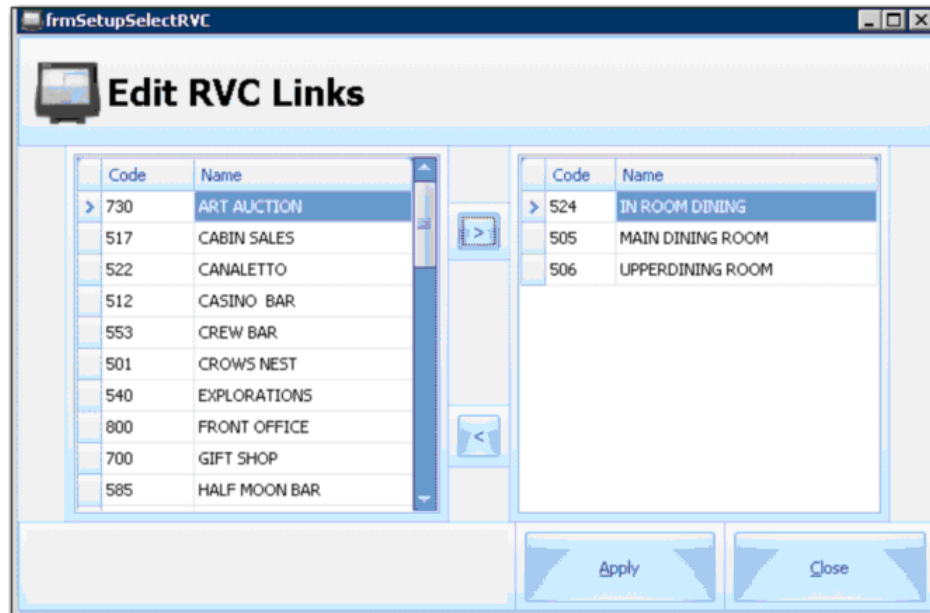 frmSetupSelectRVC
Edit RVC Links
Code Name
> 730 ART AUCTION
517 CABIN SALES
522 CANALETTO
512 CASINO  BAR
553 CREW BAR
501 CROWS NEST
540 EXPLORATIONS
800 FRONT OFFICE
700 GIFT SHOP
585 HALF MOON BAR
>
<
Code Name
> 524 IN ROOM DINING
505 MAIN DINING ROOM
506 UPPERDINING ROOM
Apply
Close